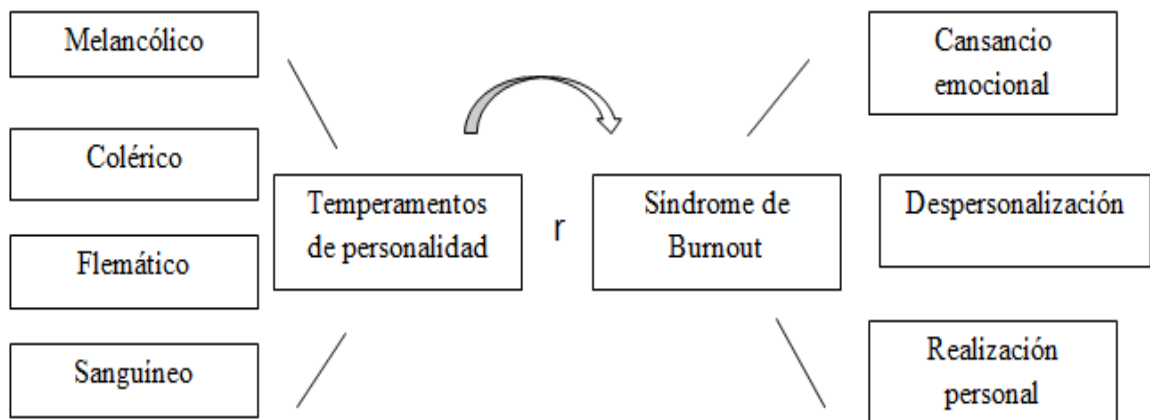 Melancólico
Colérico
Flemático
Sanguíneo
Temperamentos
de personalidad
r
Síndrome de
Burnout
Cansancio
emocional
Despersonalización
Realización
personal